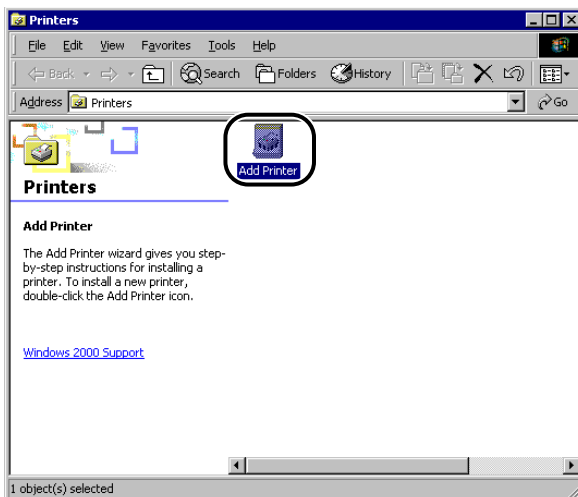 Printers
File Edit View Favorites Tools Help
Back Search Folders History
Address Printers Go
Add Printer
Printers
Add Printer
The Add Printer wizard gives you step-
by-step instructions for installing a
printer. To install a new printer,
double-click the Add Printer icon.
Windows 2000 Support
1 object(s) selected